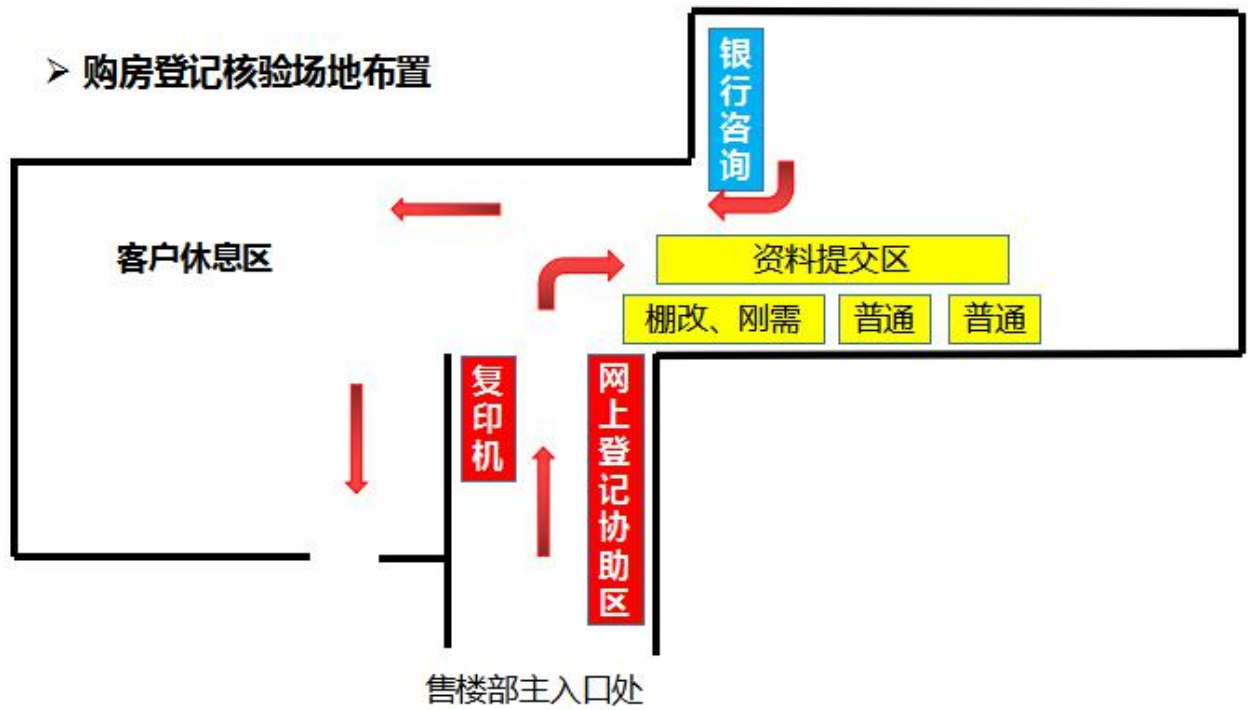 ➢ 购房登记核验场地布置
银行咨询
客户休息区
资料提交区
棚改、刚需
普通
普通
复印机
网上登记协助区
售楼部主入口处